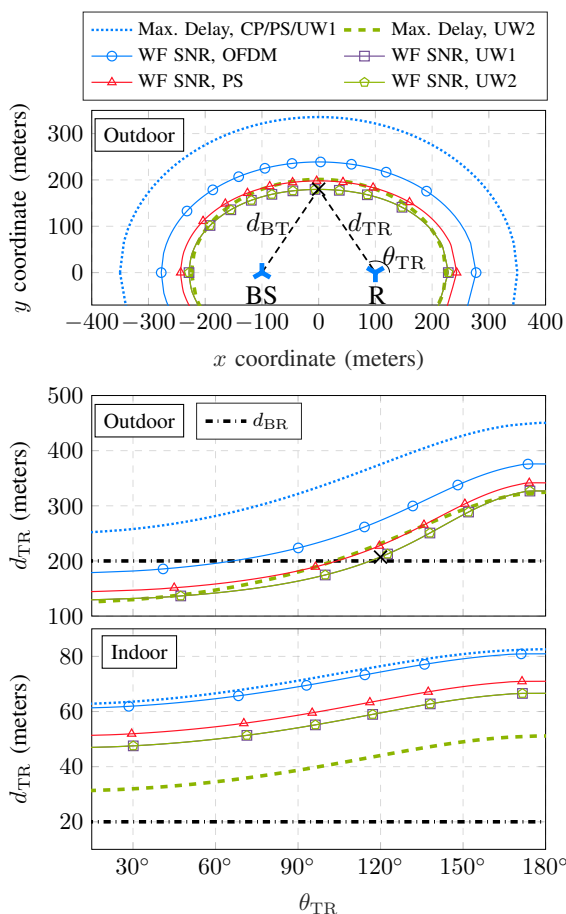 Max. Delay, CP/PS/UW1 Max. Delay, UW2
WF SNR, OFDM WF SNR, UW1
WF SNR, PS WF SNR, UW2
y coordinate (meters)
300
200
100
0
Outdoor
d_BT
d_TR
θ_TR
BS
R
−400 −300 −200 −100 0 100 200 300 400
x coordinate (meters)
d_TR (meters)
500
400
300
200
100
Outdoor
d_BR
d_TR (meters)
80
60
40
20
Indoor
30° 60° 90° 120° 150° 180°
θ_TR